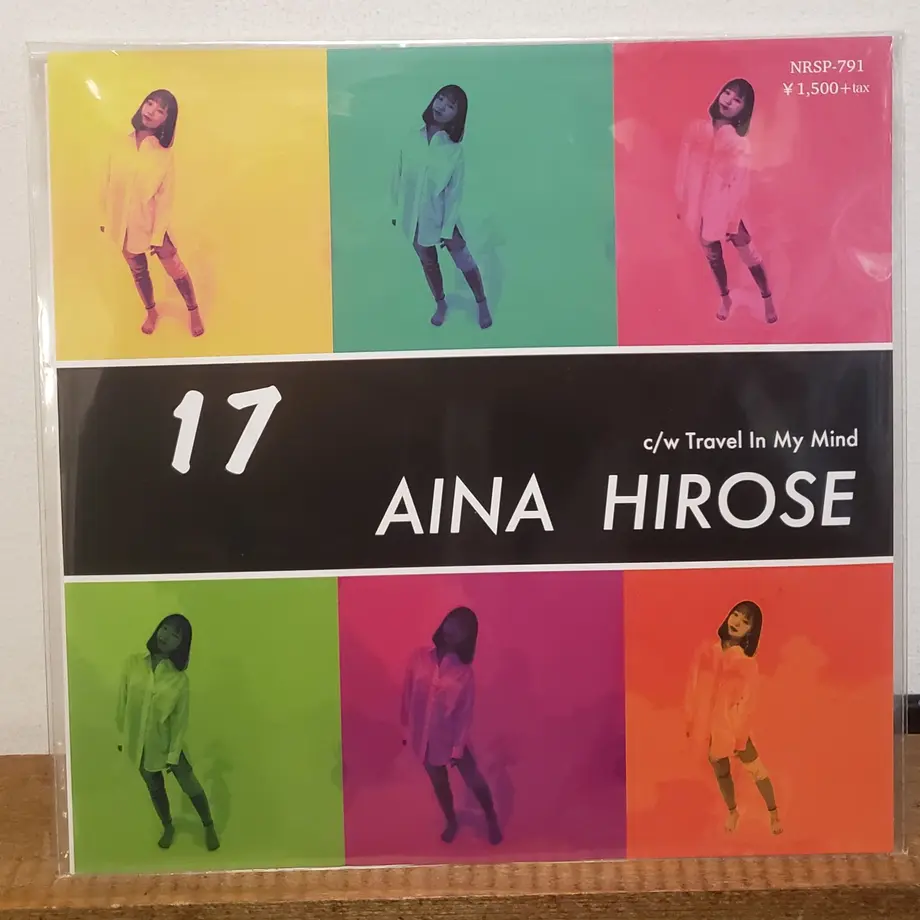 NRSP-791
¥1,500+tax
17
c/w Travel In My Mind
AINA HIROSE